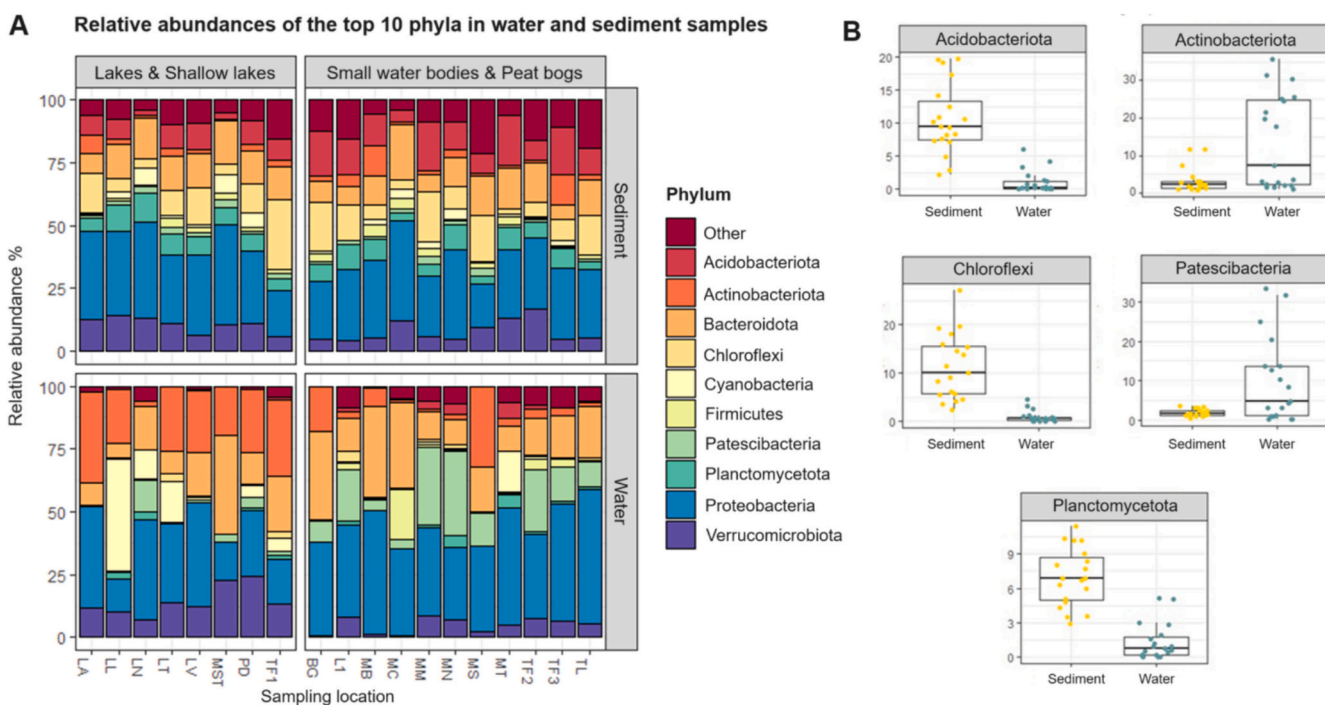 A Relative abundances of the top 10 phyla in water and sediment samples
Lakes & Shallow lakes
Small water bodies & Peat bogs
100
75
50
25
0
Sediment
100
75
50
25
0
Water
Relative abundance %
LA LL LN LT LV MST PD TF1
BG L1 MB MC MM MN MS MT TF2 TF3 TL
Sampling location
Phylum
Other
Acidobacteriota
Actinobacteriota
Bacteroidota
Chloroflexi
Cyanobacteria
Firmicutes
Patescibacteria
Planctomycetota
Proteobacteria
Verrucomicrobiota
B
Acidobacteriota
20
15
10
5
0
Sediment Water
Actinobacteriota
30
20
10
0
Sediment Water
Chloroflexi
20
10
0
Sediment Water
Patescibacteria
30
20
10
0
Sediment Water
Planctomycetota
9
6
3
0
Sediment Water